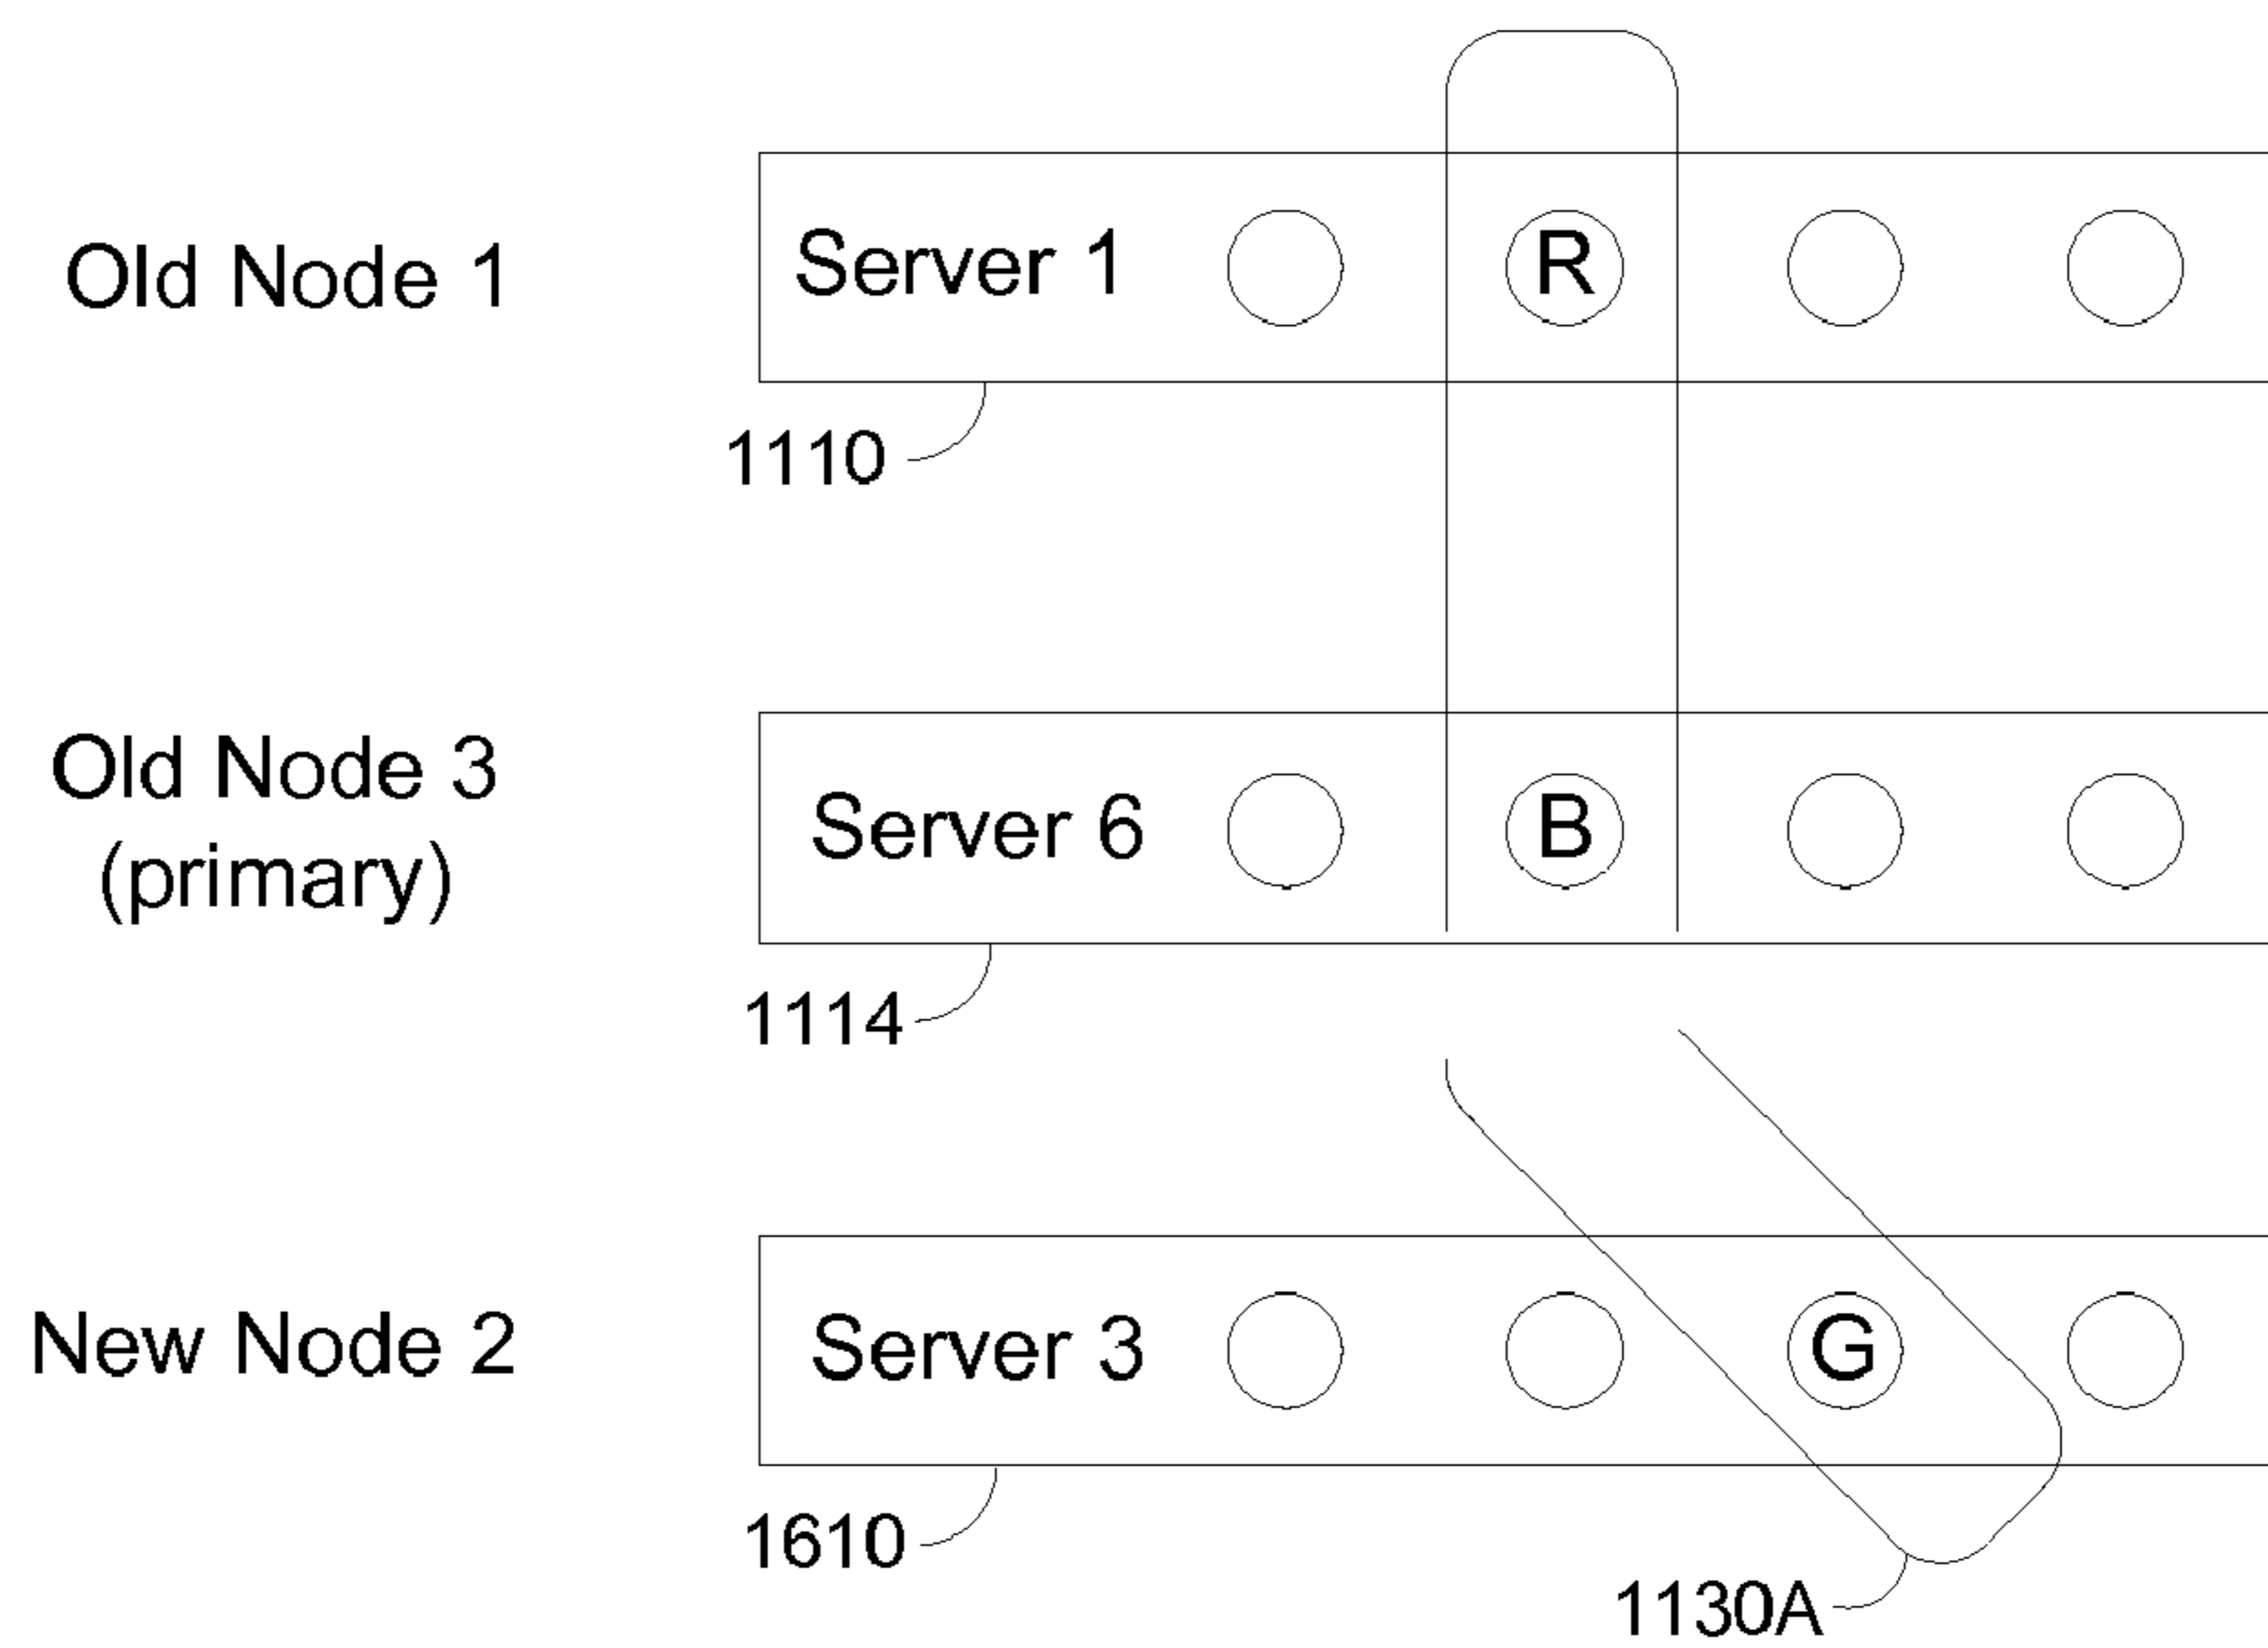 Old Node 1
Server 1
R
1110
Old Node 3
(primary)
Server 6
B
1114
New Node 2
Server 3
G
1610
1130A